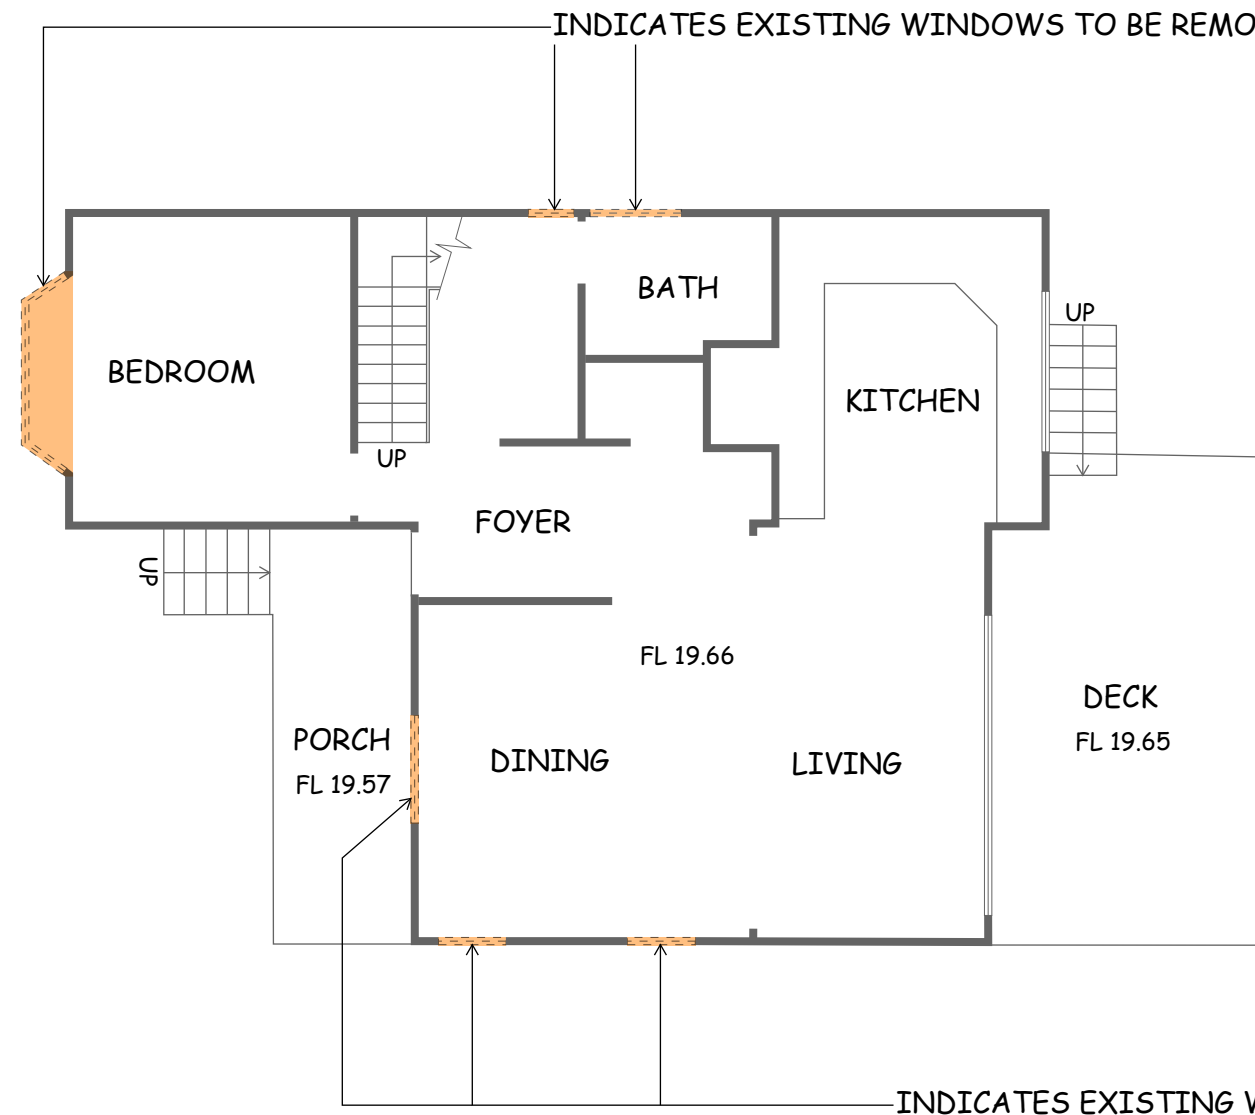 INDICATES EXISTING WINDOWS TO BE REMO
BATH
UP
BEDROOM
KITCHEN
UP
FOYER
UP
FL 19.66
DECK
FL 19.65
PORCH
FL 19.57
DINING
LIVING
INDICATES EXISTING W